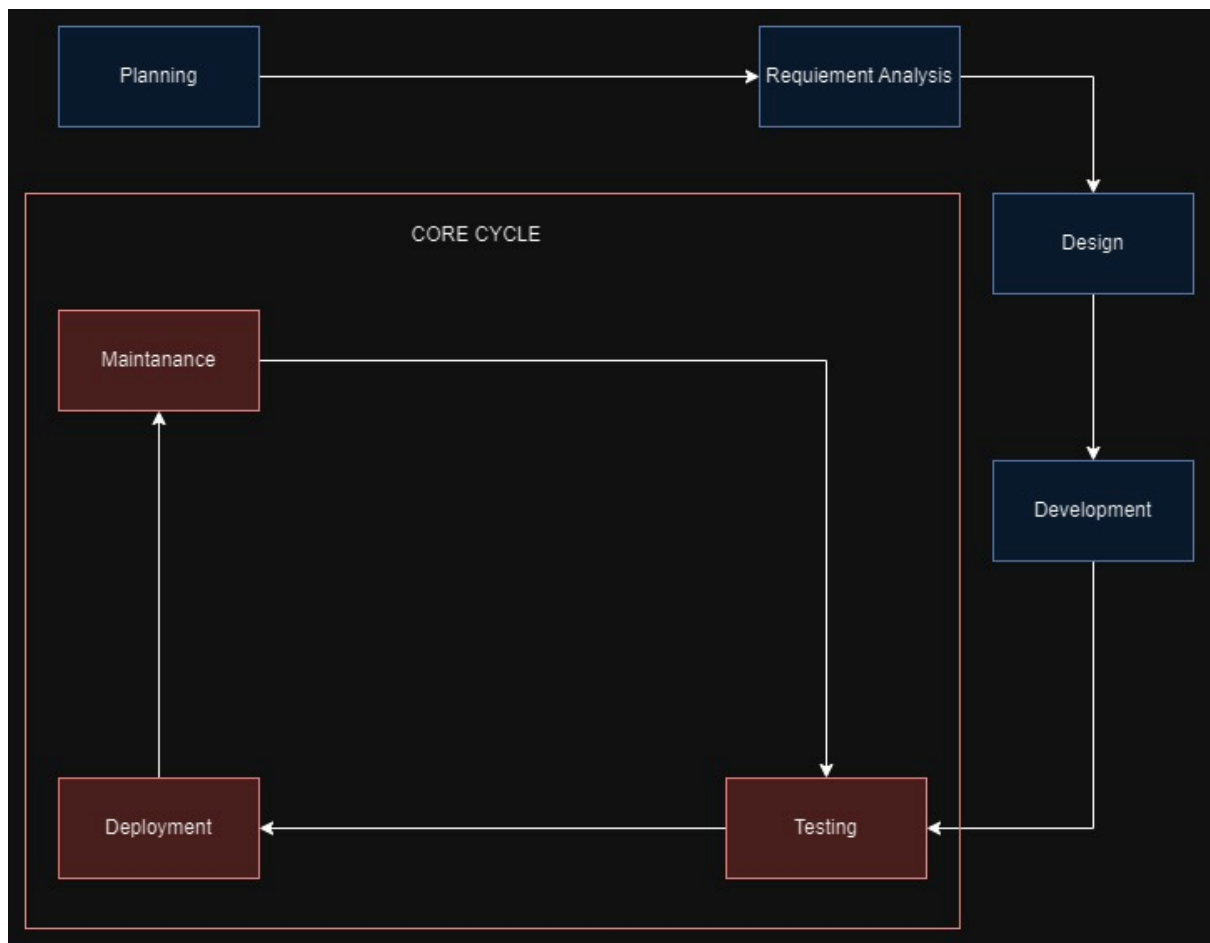 Planning
Requiement Analysis
CORE CYCLE
Design
Maintanance
Development
Deployment
Testing